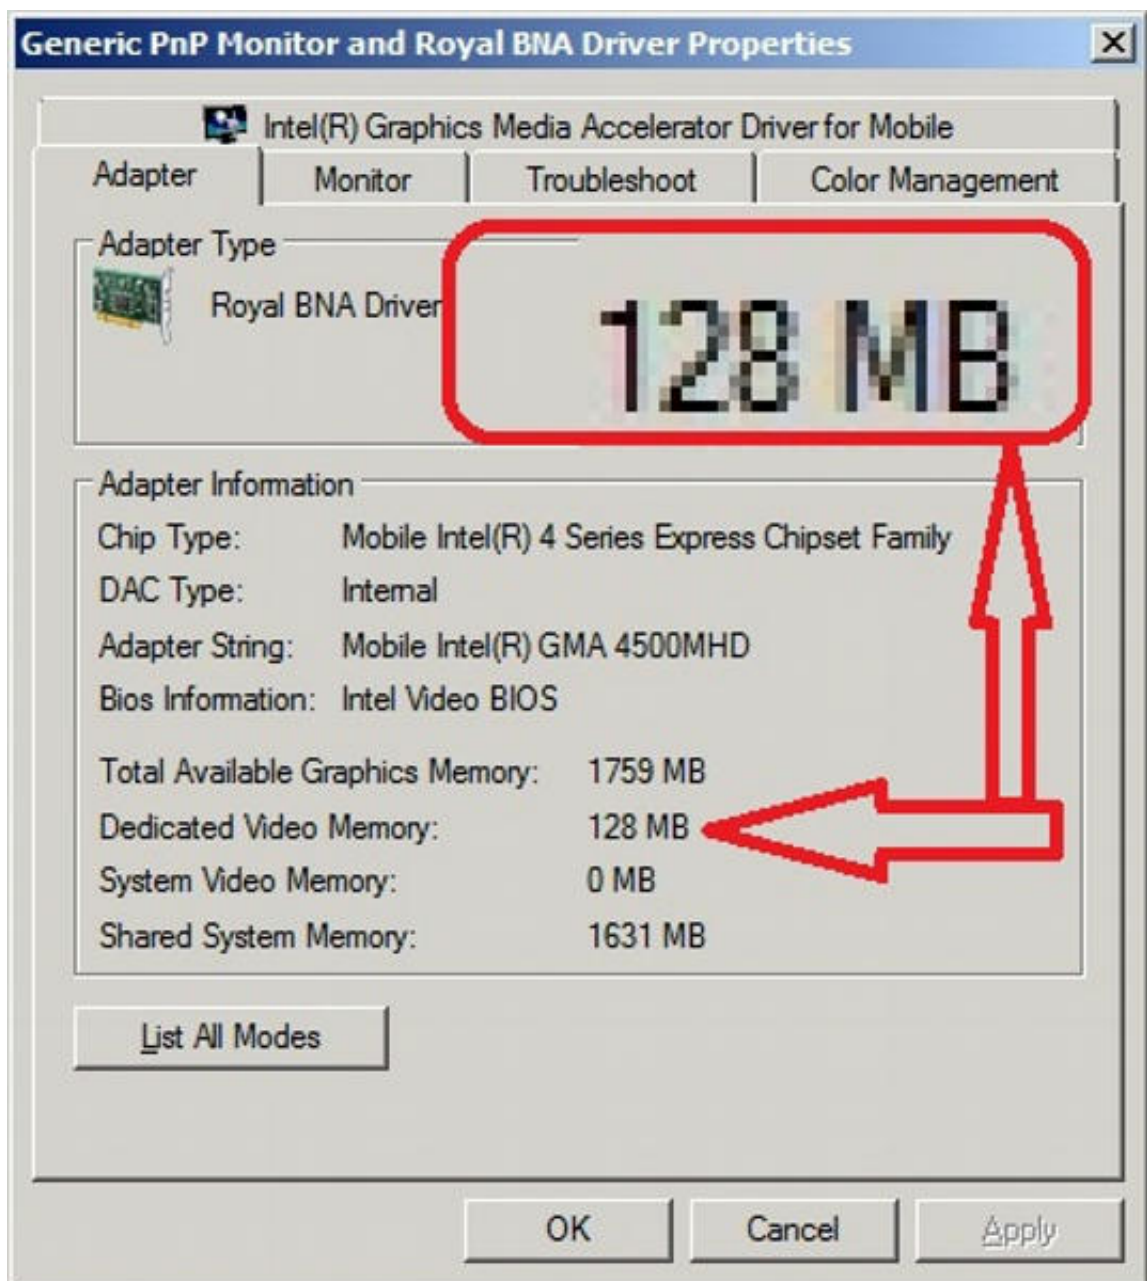 Generic PnP Monitor and Royal BNA Driver Properties
Intel(R) Graphics Media Accelerator Driver for Mobile
Adapter Monitor Troubleshoot Color Management
Adapter Type
Royal BNA Driver
128 MB
Adapter Information
Chip Type: Mobile Intel(R) 4 Series Express Chipset Family
DAC Type: Internal
Adapter String: Mobile Intel(R) GMA 4500MHD
Bios Information: Intel Video BIOS
Total Available Graphics Memory: 1759 MB
Dedicated Video Memory: 128 MB
System Video Memory: 0 MB
Shared System Memory: 1631 MB
List All Modes
OK Cancel Apply